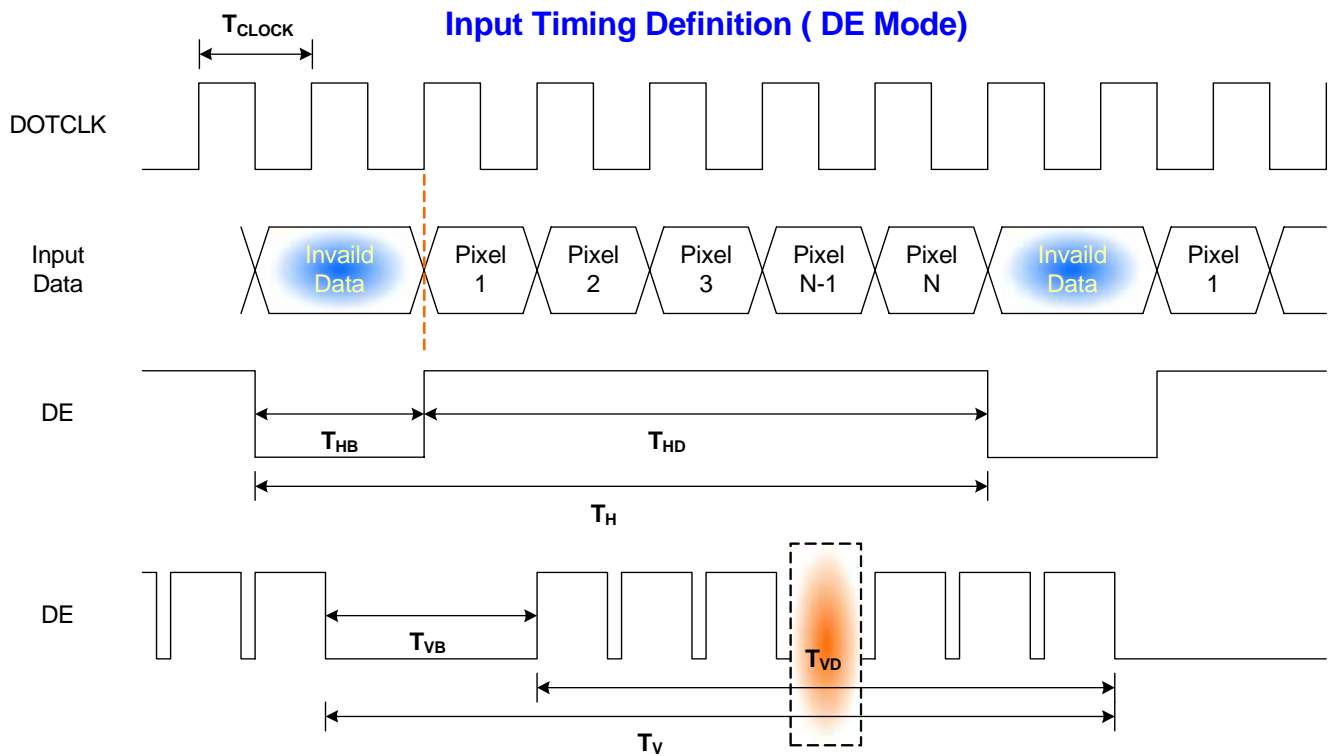 Input Timing Definition ( DE Mode)
TCLOCK
DOTCLK
Input
Data
Invaild
Data
Pixel
1
Pixel
2
Pixel
3
Pixel
N-1
Pixel
N
Invaild
Data
Pixel
1
DE
THB
THD
TH
DE
TVB
TVD
TV